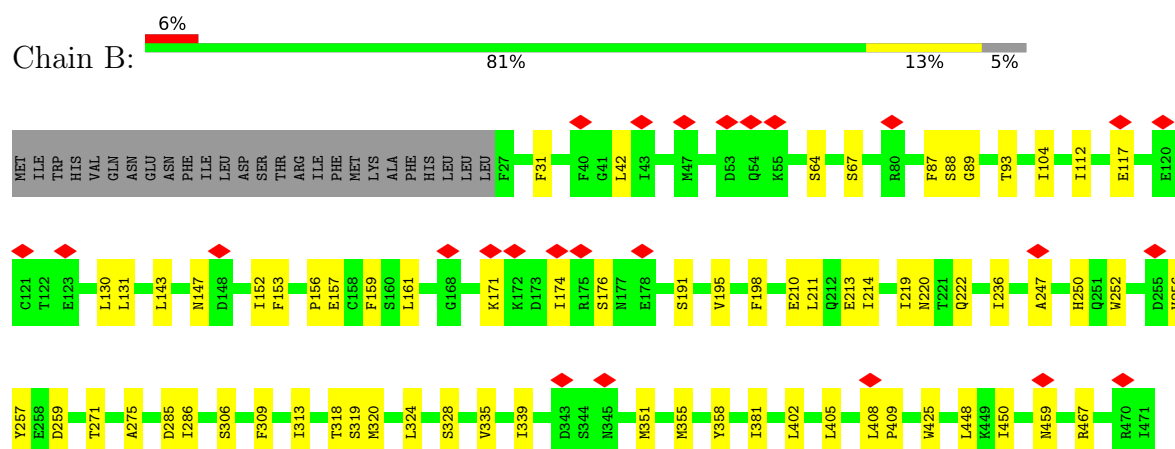 6%
Chain B:
81% 13% 5%
MET ILE TRP HIS VAL GLN ASN GLU ASN PHE ILE LEU ASP SER THR ARG ILE PHE MET LYS ALA PHE HIS LEU LEU LEU F27 F31 F40 G41 L42 I43 M47 D53 Q54 K55 S64 S67 R80 F87 S88 G89 T93 I104 I112 E117 E120
C121 T122 E123 L130 L131 L143 N147 D148 I152 F153 P156 E157 C158 F159 S160 L161 G168 K171 K172 D173 I174 R175 S176 N177 E178 S191 V195 F198 E210 L211 Q212 E213 I214 I219 N220 T221 Q222 I236 A247 H250 Q251 W252 D255
Y257 E258 D259 T271 A275 D285 I286 S306 F309 I313 T318 S319 M320 L324 S328 V335 I339 D343 S344 N345 M351 M355 Y358 I381 L402 L405 L408 P409 W425 L448 K449 I450 N459 R467 R470 I471